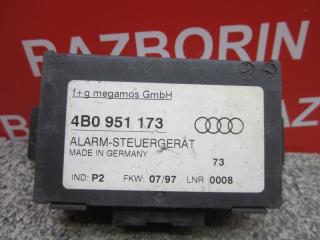 RAZBORIN
f+g megamos GmbH
4B0 951 173
ALARM-STEUERGERÄT
MADE IN GERMANY
73
IND: P2 FKW: 07/97 LNR: 0008